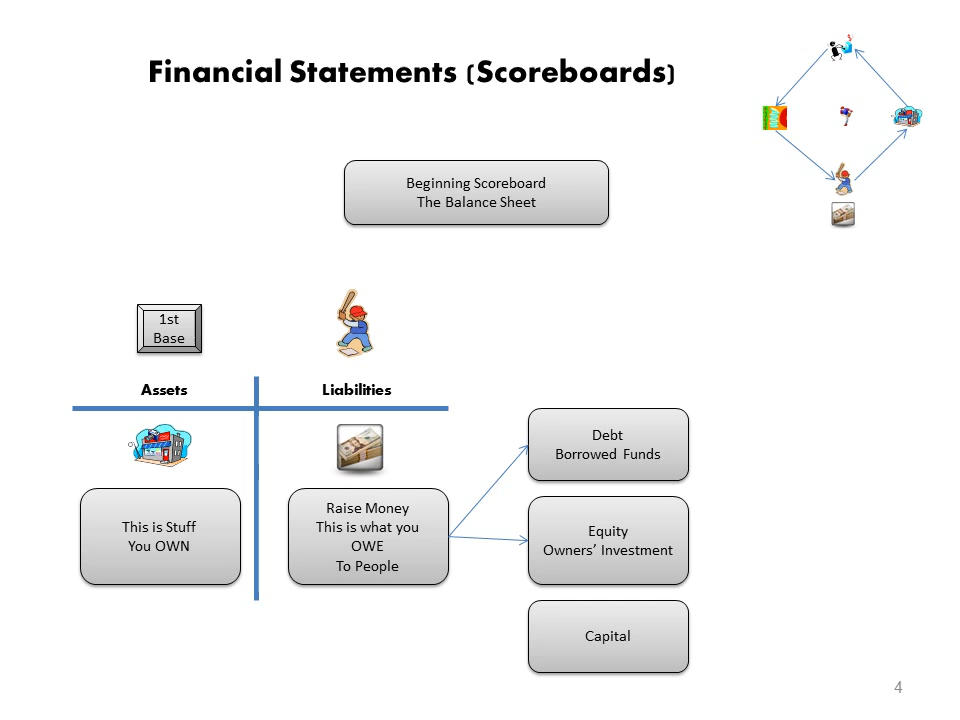 Financial Statements (Scoreboards)
Beginning Scoreboard
The Balance Sheet
1st
Base
Assets
Liabilities
This is Stuff
You OWN
Raise Money
This is what you
OWE
To People
Debt
Borrowed Funds
Equity
Owners’ Investment
Capital
4